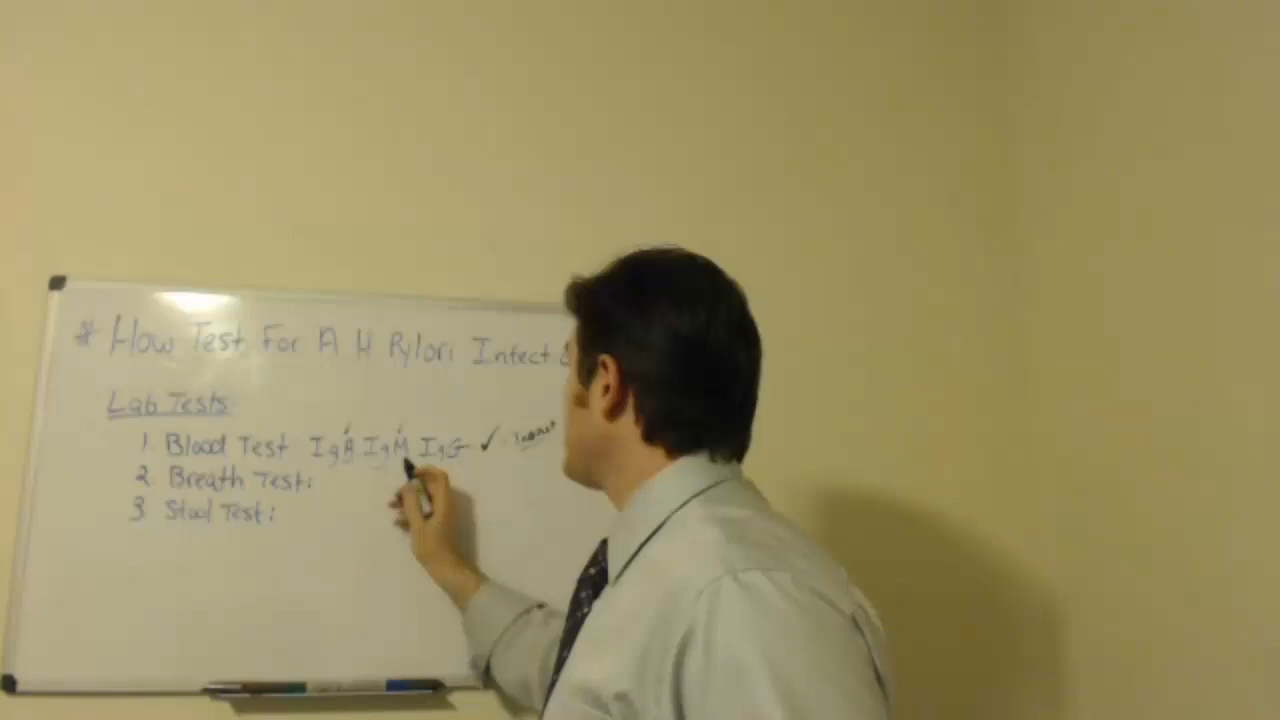 * How Test For A H Pylori Infect
Lab Tests
1. Blood Test IgA IgM IgG ✓ -
2. Breath Test:
3. Stool Test: